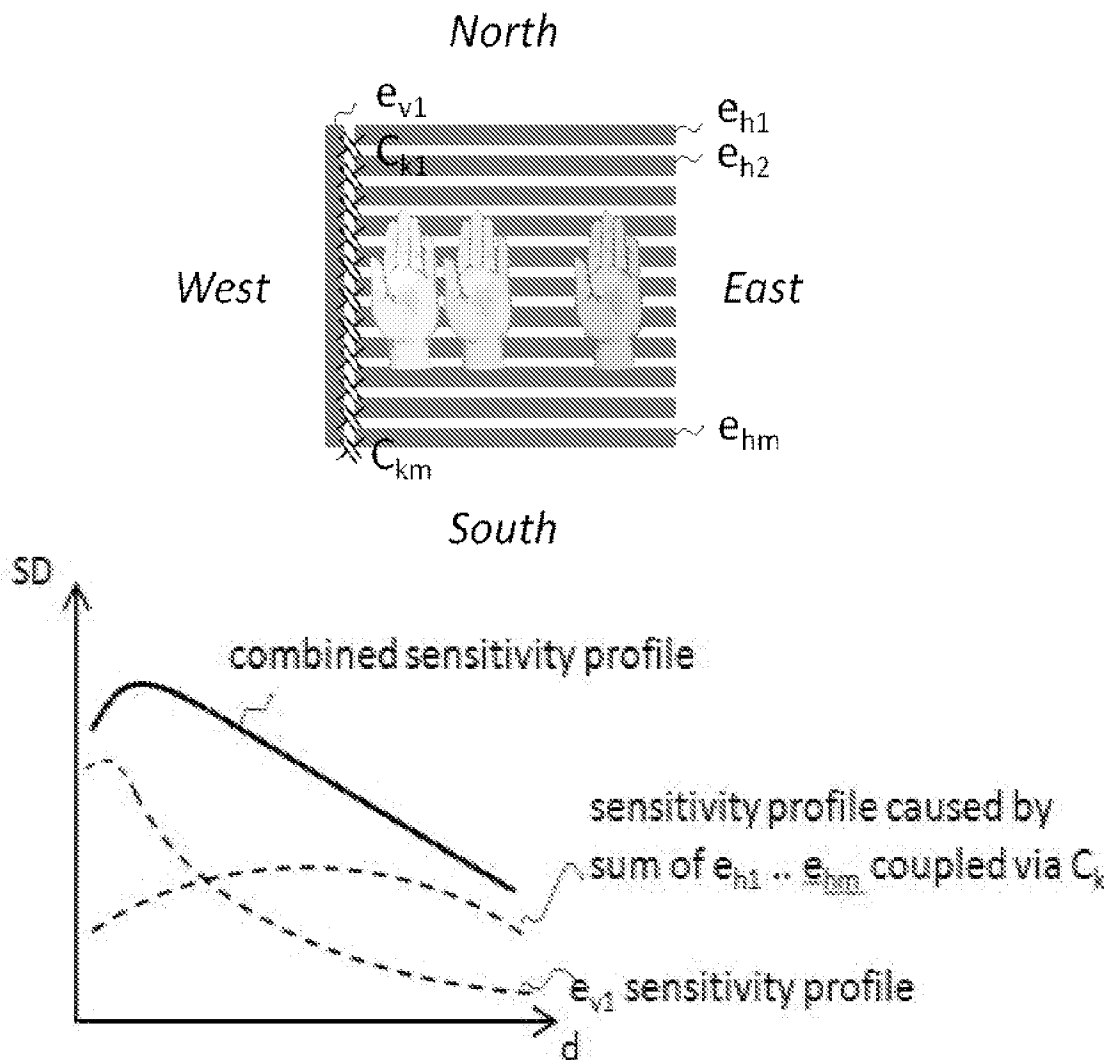 North
e_v1
e_h1
C_k1
e_h2
West
East
e_hm
C_km
South
SD
combined sensitivity profile
sensitivity profile caused by
sum of e_h1 .. e_hm coupled via C_k
e_v1 sensitivity profile
d